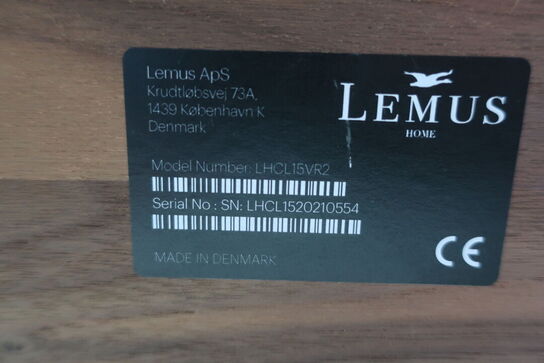 Lemus ApS
Krudtløbsvej 73A,
1439 København K
Denmark
LEMUS
HOME
Model Number: LHCL15VR2
Serial No : SN: LHCL1520210554
MADE IN DENMARK
CE